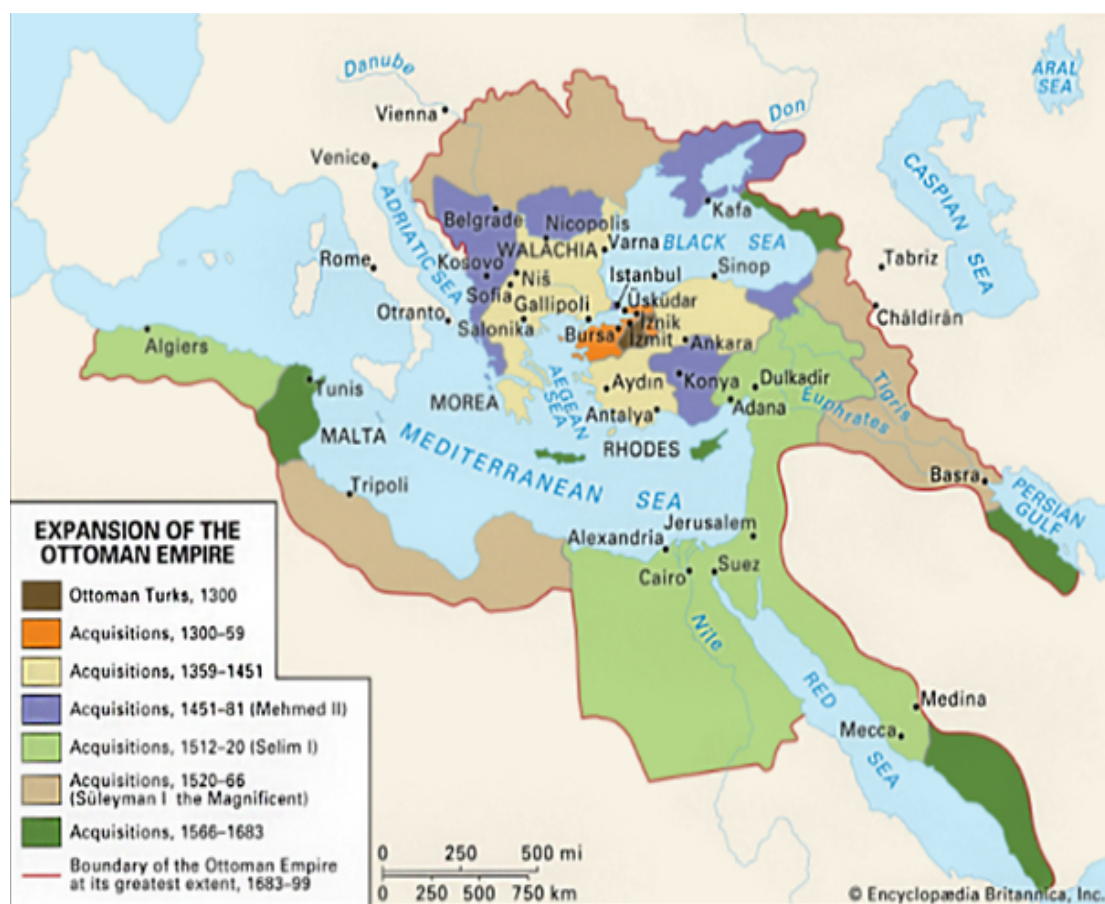 Danube
Vienna
Venice
ADRIATIC SEA
Rome
Otranto
Don
ARAL
SEA
CASPIAN
SEA
Belgrade
Nicopolis
WALACHIA
Varna
BLACK SEA
Kafa
Kosovo
Niš
Sofia
Sinop
Istanbul
Üsküdar
Gallipoli
Salonika
Bursa
İznik
İzmit
Ankara
Tabriz
Chāldirān
Algiers
Tunis
MALTA
MOREA
AEGEAN
SEA
Aydın
Konya
Antalya
Dulkadir
Adana
Tigris
Euphrates
RHODES
MEDITERRANEAN SEA
Tripoli
Basra
PERSIAN
GULF
Jerusalem
Alexandria
Cairo
Suez
Nile
RED
SEA
Medina
Mecca
EXPANSION OF THE
OTTOMAN EMPIRE
Ottoman Turks, 1300
Acquisitions, 1300–59
Acquisitions, 1359–1451
Acquisitions, 1451–81 (Mehmed II)
Acquisitions, 1512–20 (Selim I)
Acquisitions, 1520–66
(Süleyman I the Magnificent)
Acquisitions, 1566–1683
Boundary of the Ottoman Empire
at its greatest extent, 1683–99
0 250 500 mi
0 250 500 750 km
© Encyclopædia Britannica, Inc.